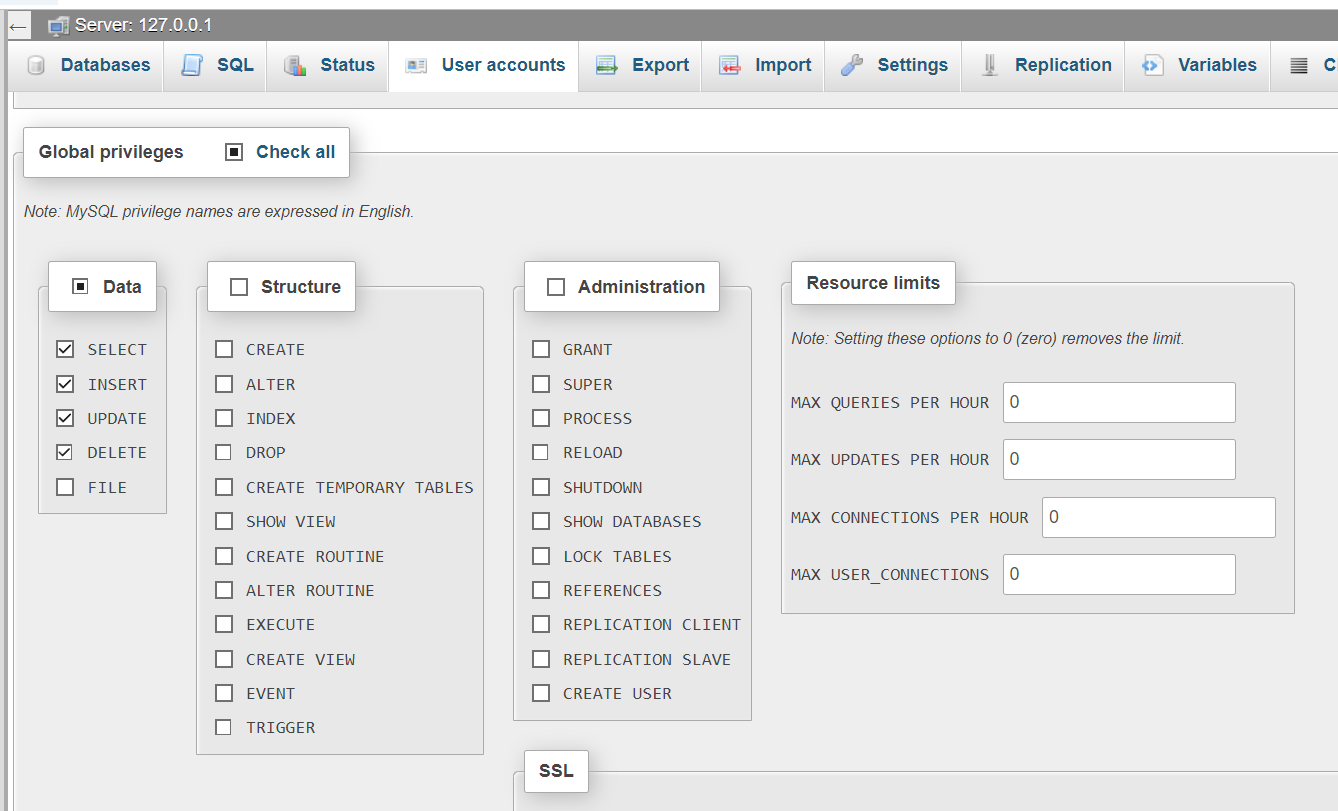 Server: 127.0.0.1
Databases SQL Status User accounts Export Import Settings Replication Variables
Global privileges Check all
Note: MySQL privilege names are expressed in English.
Data
SELECT
INSERT
UPDATE
DELETE
FILE
Structure
CREATE
ALTER
INDEX
DROP
CREATE TEMPORARY TABLES
SHOW VIEW
CREATE ROUTINE
ALTER ROUTINE
EXECUTE
CREATE VIEW
EVENT
TRIGGER
Administration
GRANT
SUPER
PROCESS
RELOAD
SHUTDOWN
SHOW DATABASES
LOCK TABLES
REFERENCES
REPLICATION CLIENT
REPLICATION SLAVE
CREATE USER
Resource limits
Note: Setting these options to 0 (zero) removes the limit.
MAX QUERIES PER HOUR 0
MAX UPDATES PER HOUR 0
MAX CONNECTIONS PER HOUR 0
MAX USER_CONNECTIONS 0
SSL